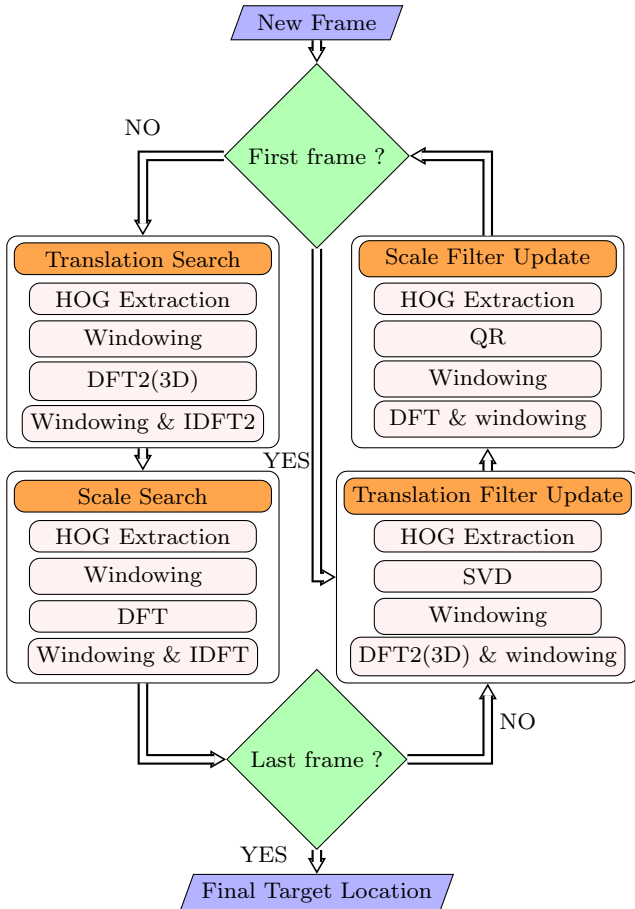 New Frame
First frame ?
NO
Translation Search
HOG Extraction
Windowing
DFT2(3D)
Windowing & IDFT2
Scale Search
HOG Extraction
Windowing
DFT
Windowing & IDFT
YES
Scale Filter Update
HOG Extraction
QR
Windowing
DFT & windowing
Translation Filter Update
HOG Extraction
SVD
Windowing
DFT2(3D) & windowing
NO
Last frame ?
YES
Final Target Location